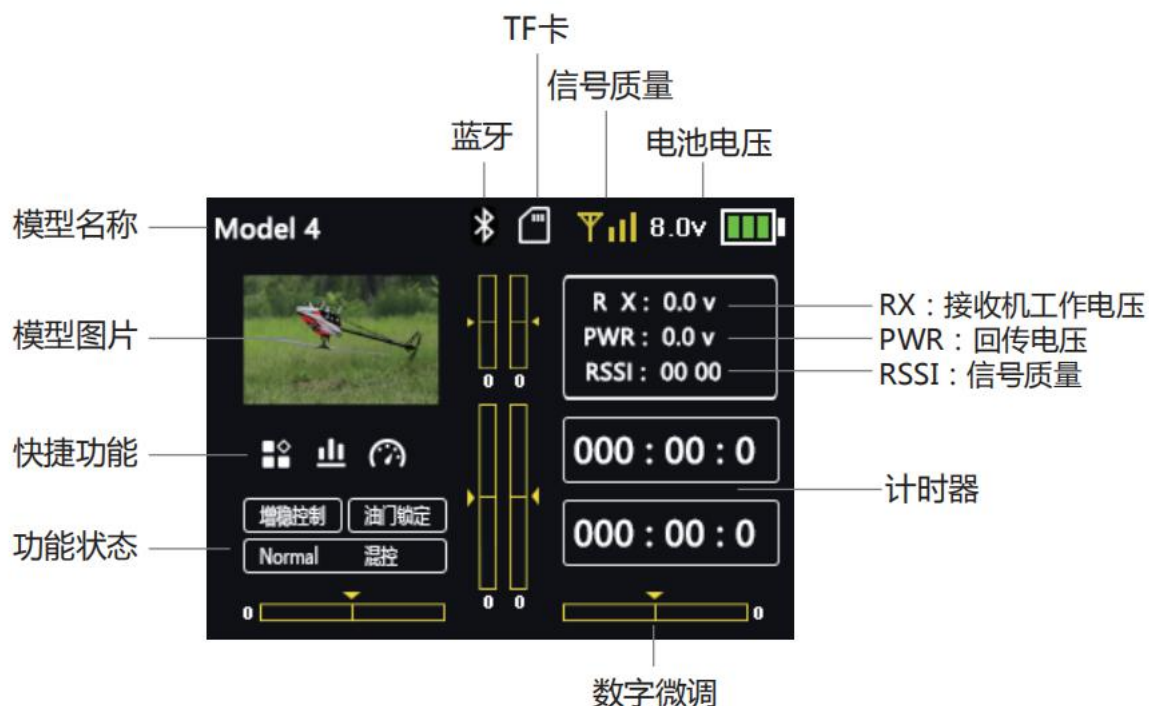 TF卡
信号质量
蓝牙
电池电压
模型名称
Model 4
8.0v
模型图片
R X: 0.0 v
PWR: 0.0 v
RSSI: 00 00
RX：接收机工作电压
PWR：回传电压
RSSI：信号质量
0 0
快捷功能
000 : 00 : 0
计时器
功能状态
增稳控制
油门锁定
Normal 混控
000 : 00 : 0
0 0
0
0
数字微调